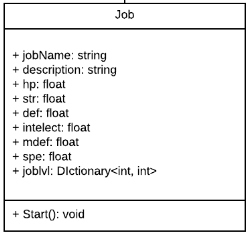 Job
+ jobName: string
+ description: string
+ hp: float
+ str: float
+ def: float
+ intelect: float
+ mdef: float
+ spe: float
+ joblvl: DIctionary<int, int>
+ Start(): void